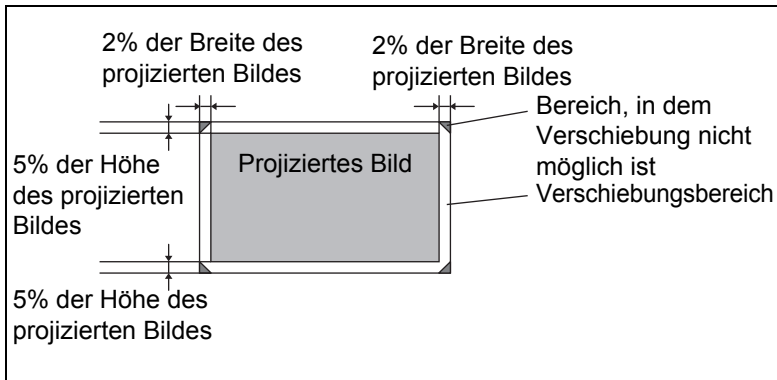 2% der Breite des
projizierten Bildes
2% der Breite des
projizierten Bildes
Bereich, in dem
Verschiebung nicht
möglich ist
Verschiebungsbereich
5% der Höhe
des projizierten
Bildes
Projiziertes Bild
5% der Höhe des
projizierten Bildes